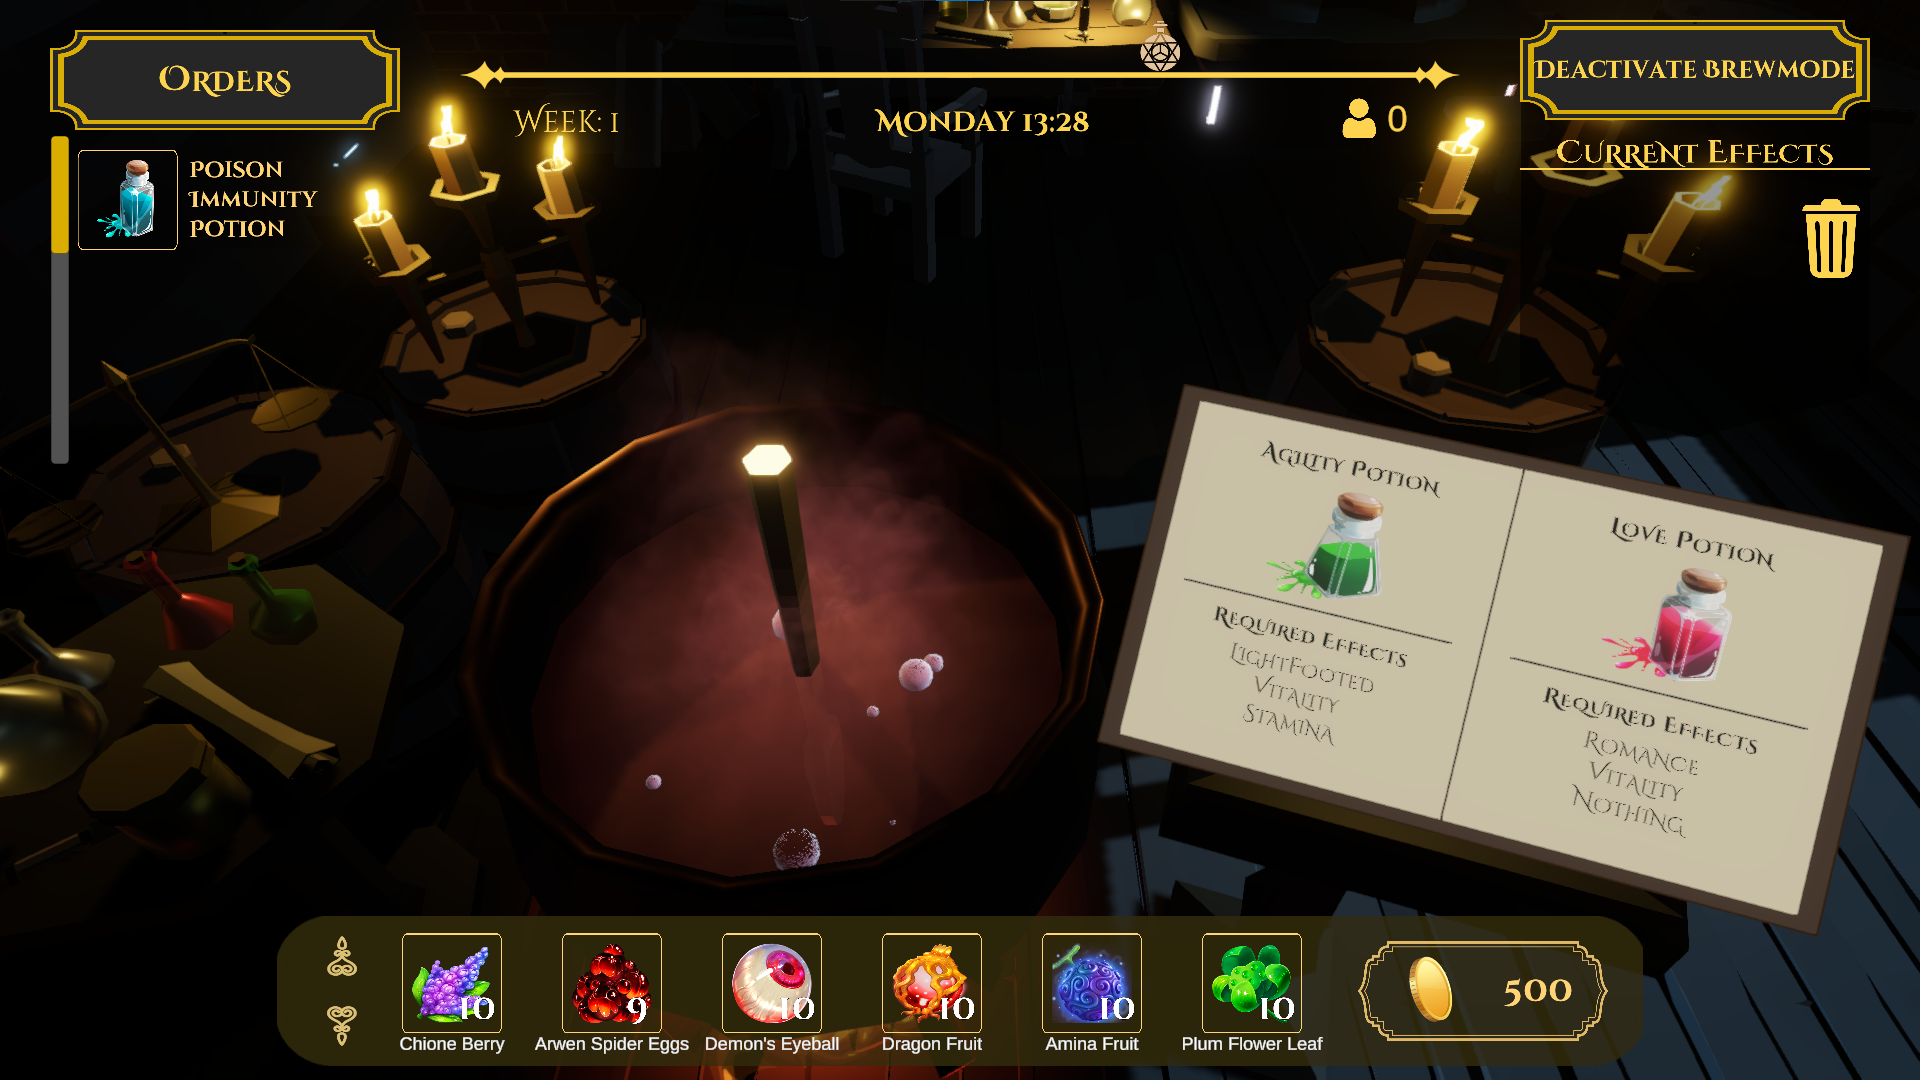 Orders
Deactivate Brewmode
Week: 1
Monday 13:28
0
Current Effects
Poison
Immunity
Potion
Agility Potion
Required Effects
Lightfooted
Vitality
Stamina
Love Potion
Required Effects
Romance
Vitality
Nothing
10
9
10
10
10
10
500
Chione Berry
Arwen Spider Eggs
Demon's Eyeball
Dragon Fruit
Amina Fruit
Plum Flower Leaf